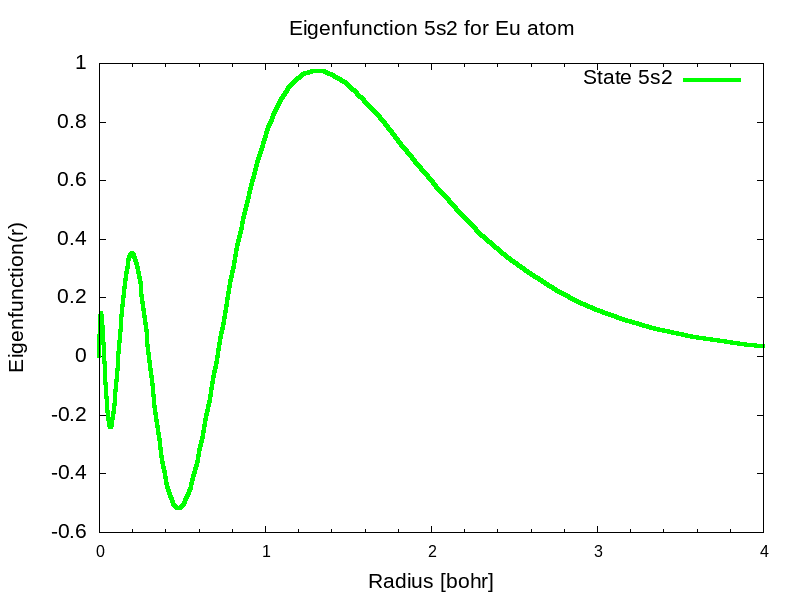 Eigenfunction 5s2 for Eu atom
State 5s2
1
0.8
0.6
0.4
0.2
0
-0.2
-0.4
-0.6
Eigenfunction(r)
0 1 2 3 4
Radius [bohr]